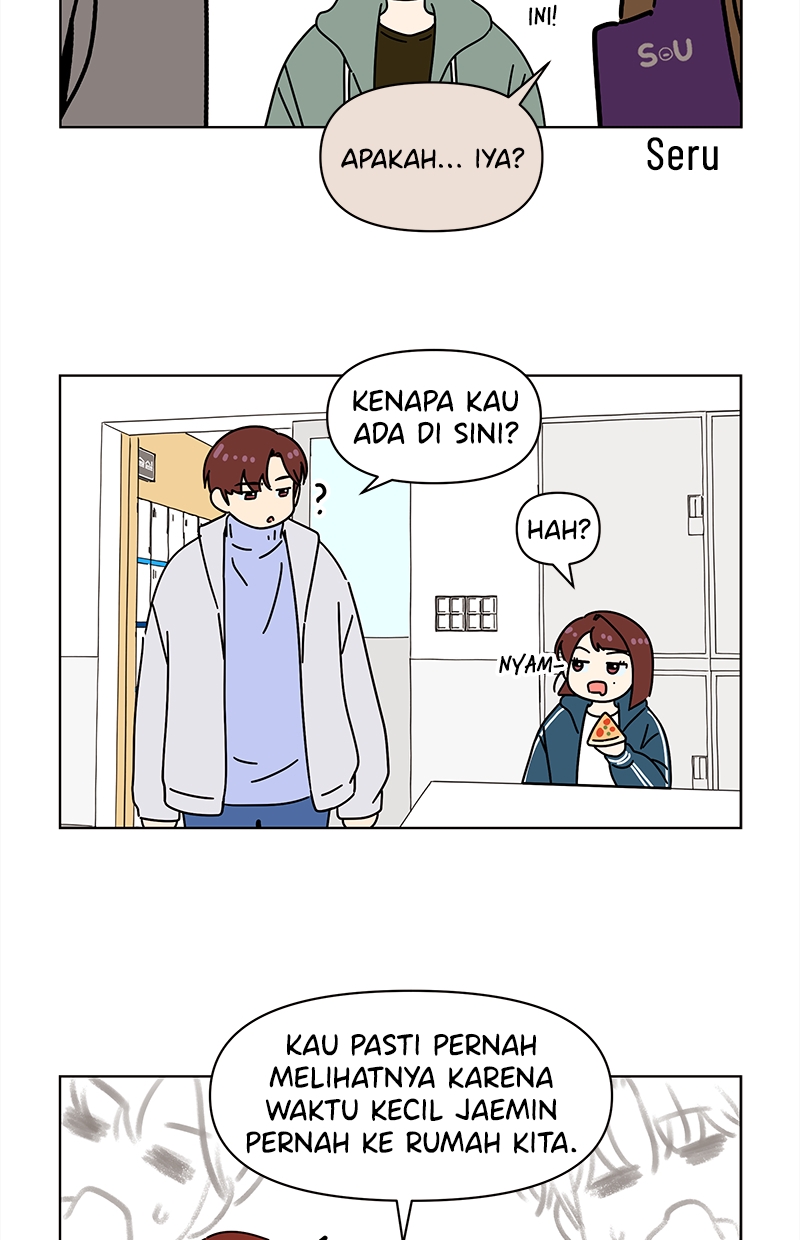 INI!
SOU
APAKAH... IYA?
Seru
KENAPA KAU
ADA DI SINI?
?
HAH?
NYAM-
KAU PASTI PERNAH
MELIHATNYA KARENA
WAKTU KECIL JAEMIN
PERNAH KE RUMAH KITA.